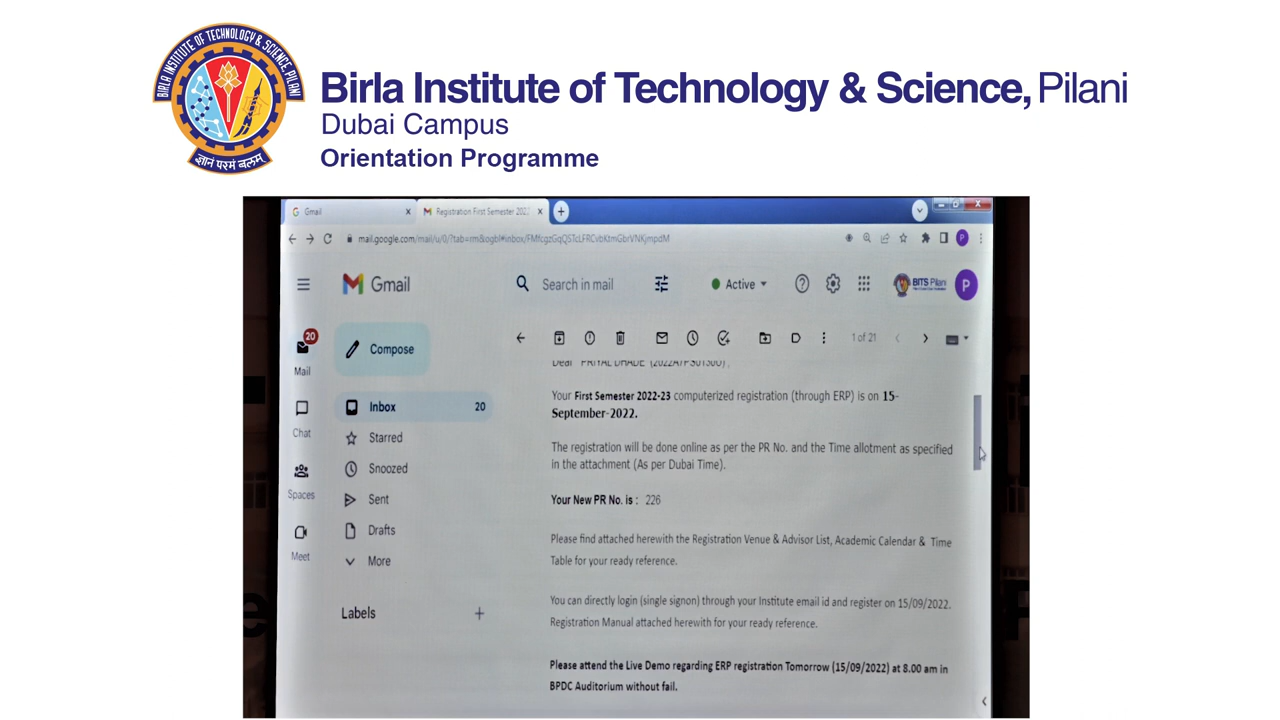 BIRLA INSTITUTE OF TECHNOLOGY & SCIENCE, PILANI
ज्ञानं परमं बलम्
Birla Institute of Technology & Science, Pilani
Dubai Campus
Orientation Programme
Gmail
Registration First Semester 2022
mail.google.com/mail/u/0/?tab=rm&ogbl#inbox/
P
Gmail
Search in mail
Active
BITS Pilani
P
20
Mail
Compose
1 of 21
Inbox 20
Chat
Starred
Snoozed
Spaces
Sent
Drafts
Meet
More
Labels
Dear
Your First Semester 2022-23 computerized registration (through ERP) is on 15-
September-2022.
The registration will be done online as per the PR No. and the Time allotment as specified
in the attachment (As per Dubai Time).
Your New PR No. is : 226
Please find attached herewith the Registration Venue & Advisor List, Academic Calendar & Time
Table for your ready reference.
You can directly login (single signon) through your Institute email id and register on 15/09/2022.
Registration Manual attached herewith for your ready reference.
Please attend the Live Demo regarding ERP registration Tomorrow (15/09/2022) at 8.00 am in
BPDC Auditorium without fail.